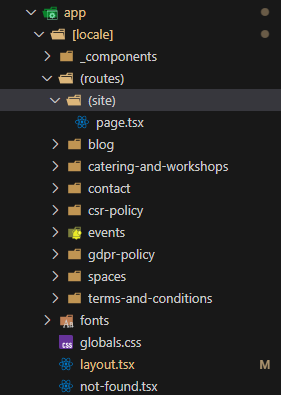 app
[locale]
_components
(routes)
(site)
page.tsx
blog
catering-and-workshops
contact
csr-policy
events
gdpr-policy
spaces
terms-and-conditions
fonts
globals.css
layout.tsx M
not-found.tsx